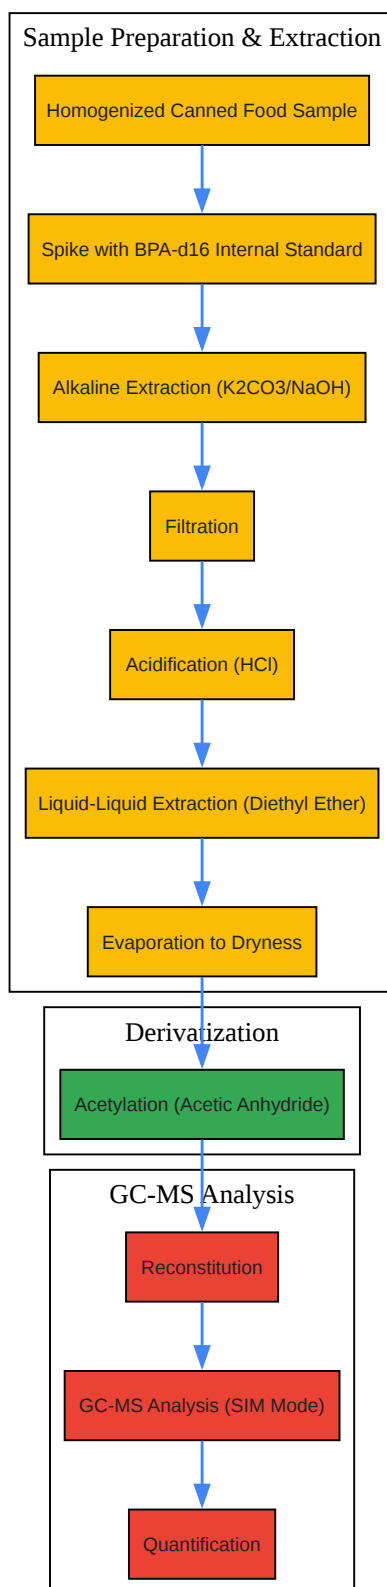 Sample Preparation & Extraction
Homogenized Canned Food Sample
Spike with BPA-d16 Internal Standard
Alkaline Extraction (K2CO3/NaOH)
Filtration
Acidification (HCl)
Liquid-Liquid Extraction (Diethyl Ether)
Evaporation to Dryness
Derivatization
Acetylation (Acetic Anhydride)
GC-MS Analysis
Reconstitution
GC-MS Analysis (SIM Mode)
Quantification